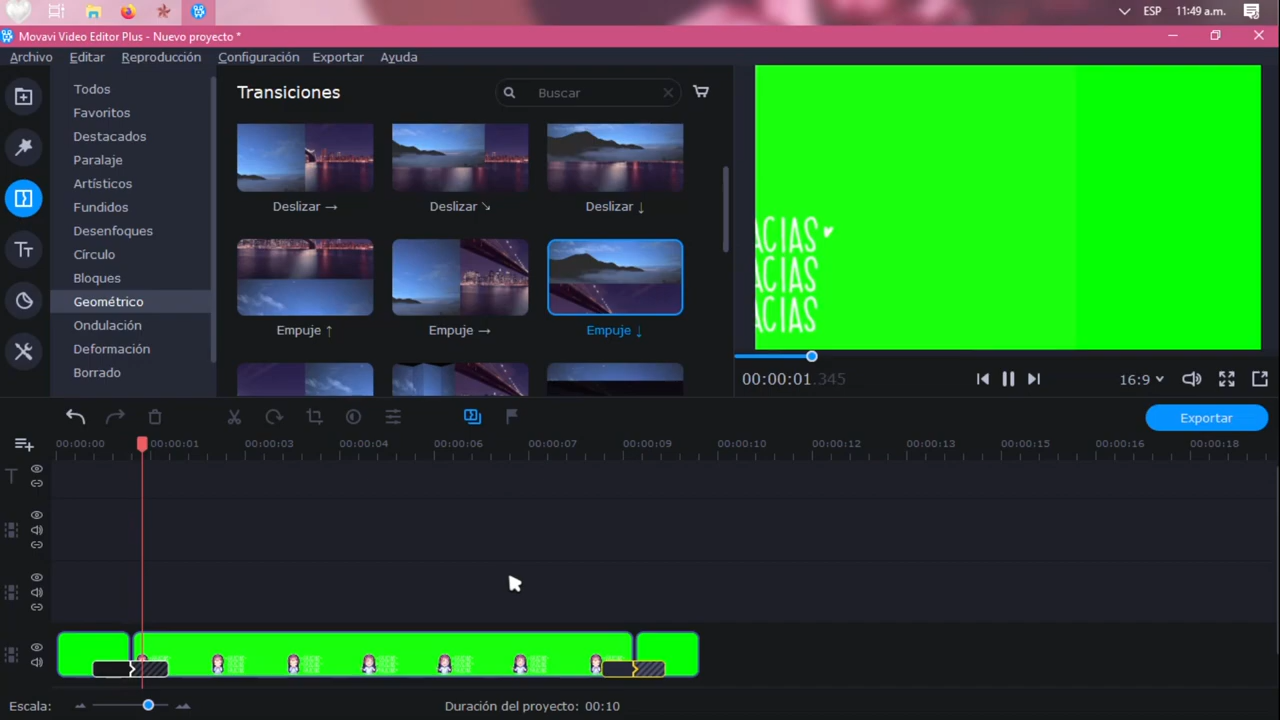 ESP
11:49 a.m.
Movavi Video Editor Plus - Nuevo proyecto *
Archivo
Editar
Reproducción
Configuración
Exportar
Ayuda
Todos
Favoritos
Destacados
Paralaje
Artísticos
Fundidos
Desenfoques
Círculo
Bloques
Geométrico
Ondulación
Deformación
Borrado
Transiciones
Buscar
Deslizar →
Deslizar ↘
Deslizar ↓
Empuje ↑
Empuje →
Empuje ↓
ACIAS
ACIAS
ACIAS
00:00:01.345
16:9
Exportar
00:00:00
00:00:01
00:00:03
00:00:04
00:00:06
00:00:07
00:00:09
00:00:10
00:00:12
00:00:13
00:00:15
00:00:16
00:00:18
Escala:
Duración del proyecto: 00:10